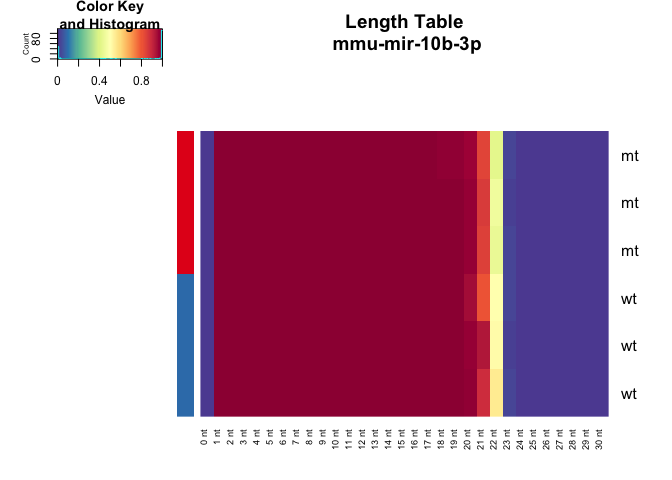 Color Key
and Histogram
Count
0 80
0 0.4 0.8
Value
Length Table
mmu-mir-10b-3p
mt
mt
mt
wt
wt
wt
0 nt 1 nt 2 nt 3 nt 4 nt 5 nt 6 nt 7 nt 8 nt 9 nt 10 nt 11 nt 12 nt 13 nt 14 nt 15 nt 16 nt 17 nt 18 nt 19 nt 20 nt 21 nt 22 nt 23 nt 24 nt 25 nt 26 nt 27 nt 28 nt 29 nt 30 nt